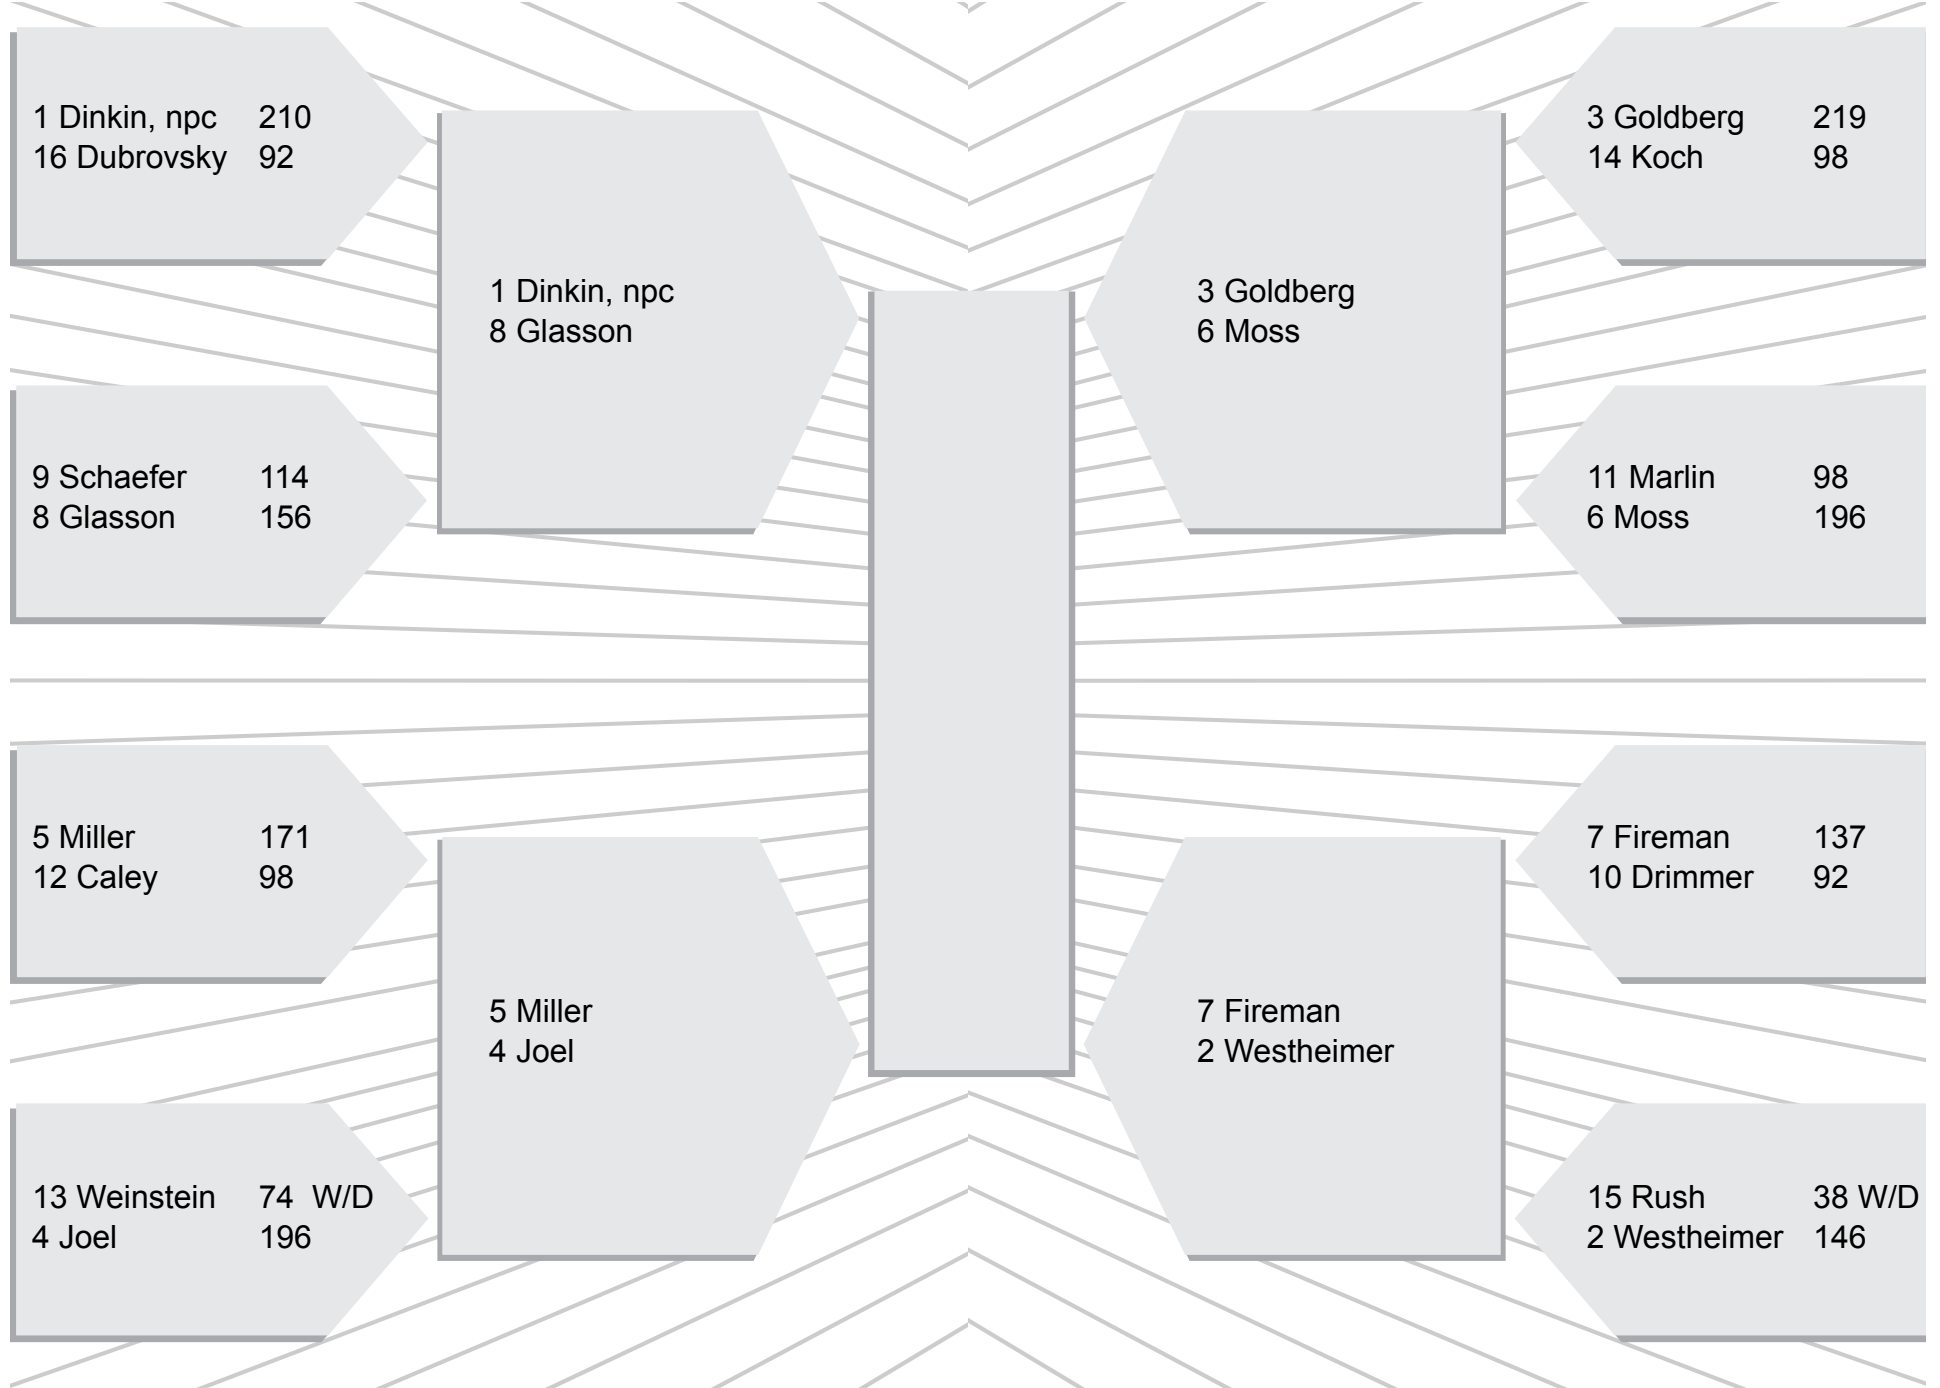 1 Dinkin, npc 210
16 Dubrovsky 92
9 Schaefer 114
8 Glasson 156
5 Miller 171
12 Caley 98
13 Weinstein 74 W/D
4 Joel 196
1 Dinkin, npc
8 Glasson
5 Miller
4 Joel
3 Goldberg
6 Moss
7 Fireman
2 Westheimer
3 Goldberg 219
14 Koch 98
11 Marlin 98
6 Moss 196
7 Fireman 137
10 Drimmer 92
15 Rush 38 W/D
2 Westheimer 146